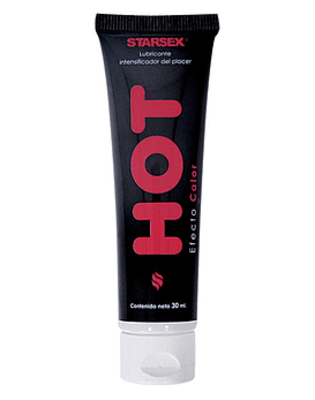 STARSEX®
Lubricante
intensificador del placer
HOT
Efecto Calor
Contenido neto 30 ml.